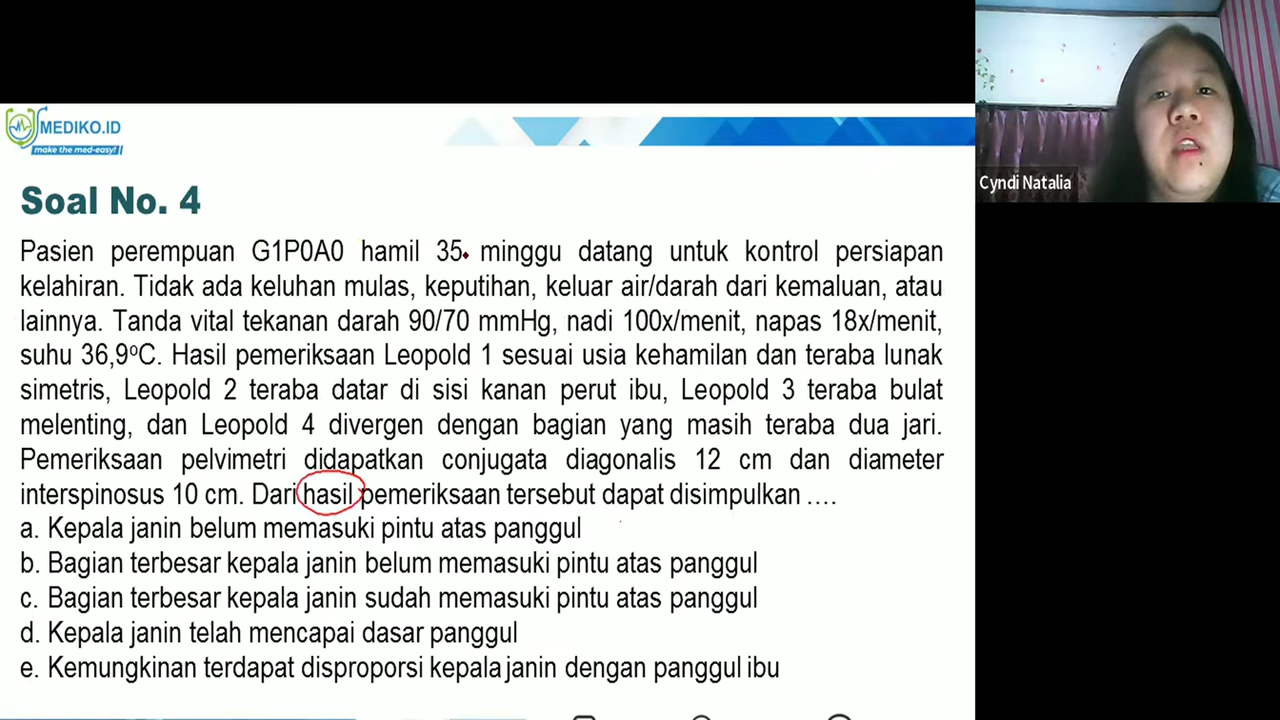 MEDIKO.ID
make the med-easy!
Cyndi Natalia
Soal No. 4
Pasien perempuan G1P0A0 hamil 35 minggu datang untuk kontrol persiapan
kelahiran. Tidak ada keluhan mulas, keputihan, keluar air/darah dari kemaluan, atau
lainnya. Tanda vital tekanan darah 90/70 mmHg, nadi 100x/menit, napas 18x/menit,
suhu 36,9ºC. Hasil pemeriksaan Leopold 1 sesuai usia kehamilan dan teraba lunak
simetris, Leopold 2 teraba datar di sisi kanan perut ibu, Leopold 3 teraba bulat
melenting, dan Leopold 4 divergen dengan bagian yang masih teraba dua jari.
Pemeriksaan pelvimetri didapatkan conjugata diagonalis 12 cm dan diameter
interspinosus 10 cm. Dari hasil pemeriksaan tersebut dapat disimpulkan ....
a. Kepala janin belum memasuki pintu atas panggul
b. Bagian terbesar kepala janin belum memasuki pintu atas panggul
c. Bagian terbesar kepala janin sudah memasuki pintu atas panggul
d. Kepala janin telah mencapai dasar panggul
e. Kemungkinan terdapat disproporsi kepala janin dengan panggul ibu